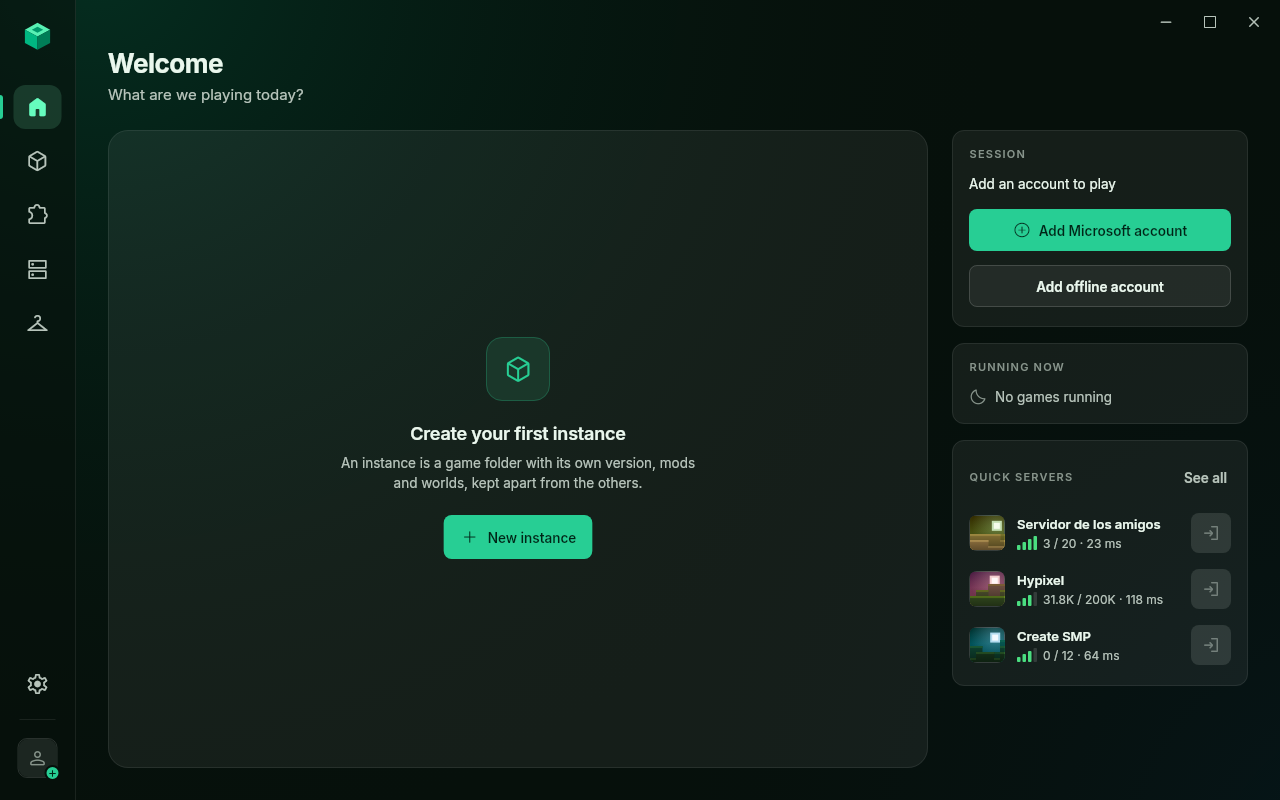 Welcome
What are we playing today?
Create your first instance
An instance is a game folder with its own version, mods
and worlds, kept apart from the others.
New instance
SESSION
Add an account to play
Add Microsoft account
Add offline account
RUNNING NOW
No games running
QUICK SERVERS
See all
Servidor de los amigos
3 / 20 · 23 ms
Hypixel
31.8K / 200K · 118 ms
Create SMP
0 / 12 · 64 ms